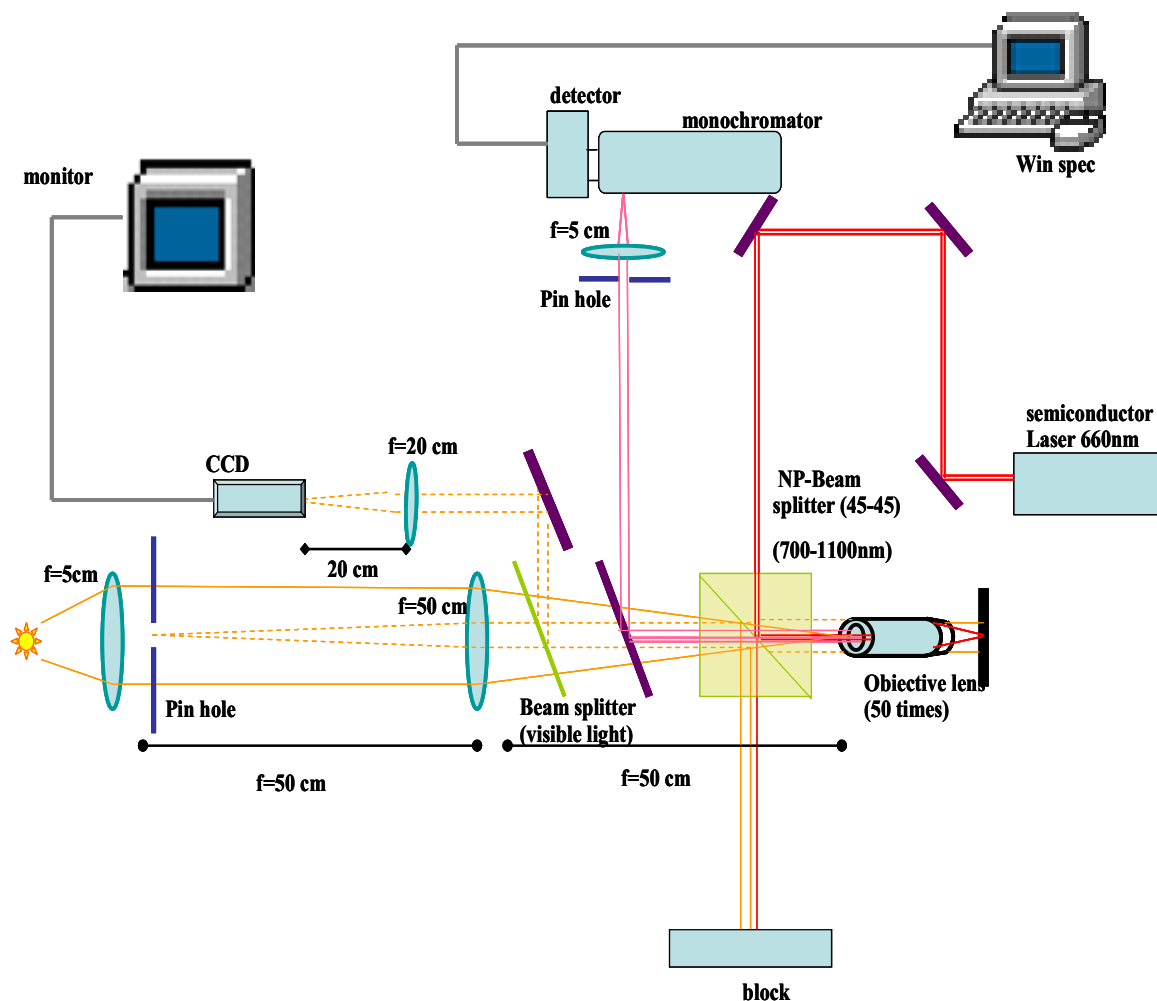 detector
monochromator
Win spec
monitor
f=5 cm
Pin hole
semiconductor
Laser 660nm
f=20 cm
CCD
NP-Beam
splitter (45-45)
(700-1100nm)
20 cm
f=5cm
f=50 cm
Pin hole
Beam splitter
(visible light)
Obiective lens
(50 times)
f=50 cm
f=50 cm
block